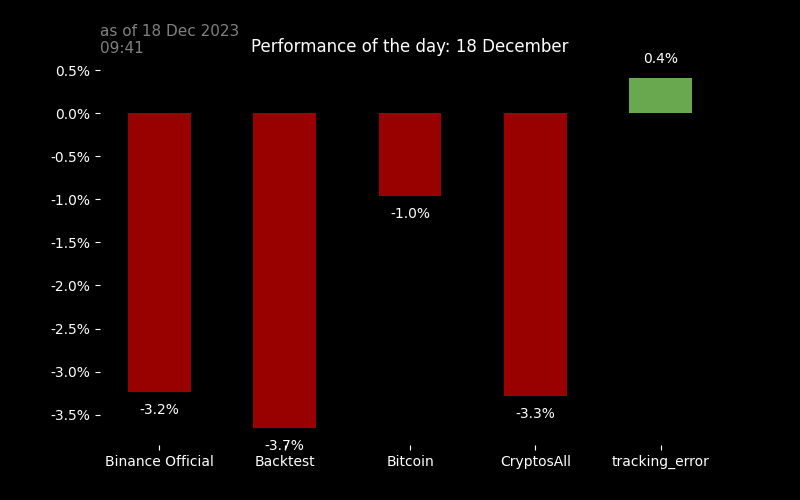 as of 18 Dec 2023
09:41
Performance of the day: 18 December
0.5%
0.0%
-0.5%
-1.0%
-1.5%
-2.0%
-2.5%
-3.0%
-3.5%
-3.2%
-3.7%
-1.0%
-3.3%
0.4%
Binance Official
Backtest
Bitcoin
CryptosAll
tracking_error